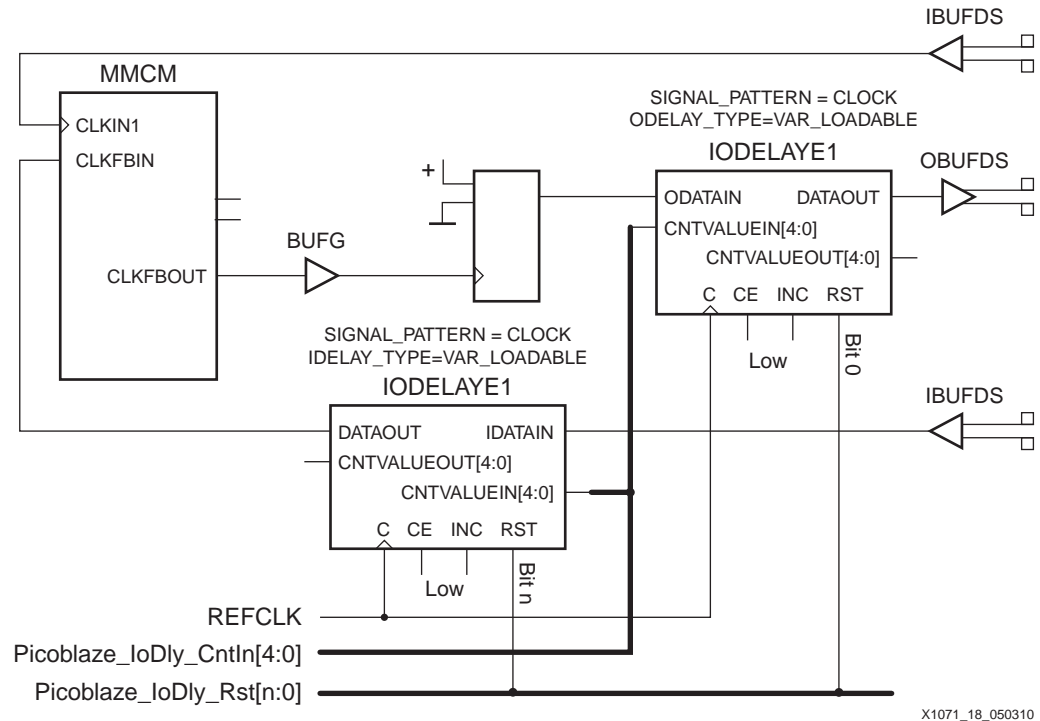 IBUFDS
MMCM
SIGNAL_PATTERN = CLOCK
ODELAY_TYPE=VAR_LOADABLE
IODELAYE1
CLKIN1
CLKFBIN
OBUFDS
+
ODATAIN DATAOUT
CNTVALUEIN[4:0]
BUFG
CNTVALUEOUT[4:0]
CLKFBOUT
C CE INC RST
SIGNAL_PATTERN = CLOCK
IDELAY_TYPE=VAR_LOADABLE
Low
Bit 0
IODELAYE1
IBUFDS
DATAOUT IDATAIN
CNTVALUEOUT[4:0]
CNTVALUEIN[4:0]
C CE INC RST
Low
Bit n
REFCLK
Picoblaze_IoDly_CntIn[4:0]
Picoblaze_IoDly_Rst[n:0]
X1071_18_050310